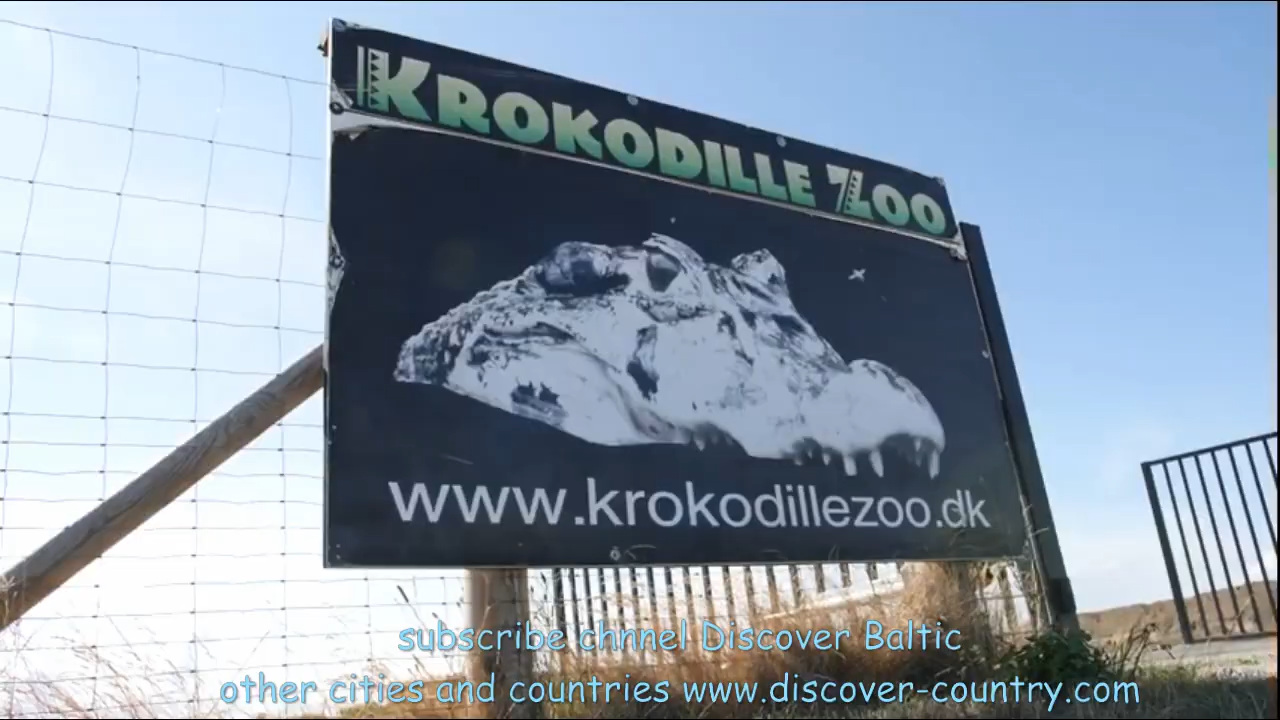 KROKODILLE ZOO
www.krokodillezoo.dk
subscribe chnnel Discover Baltic
other cities and countries www.discover-country.com